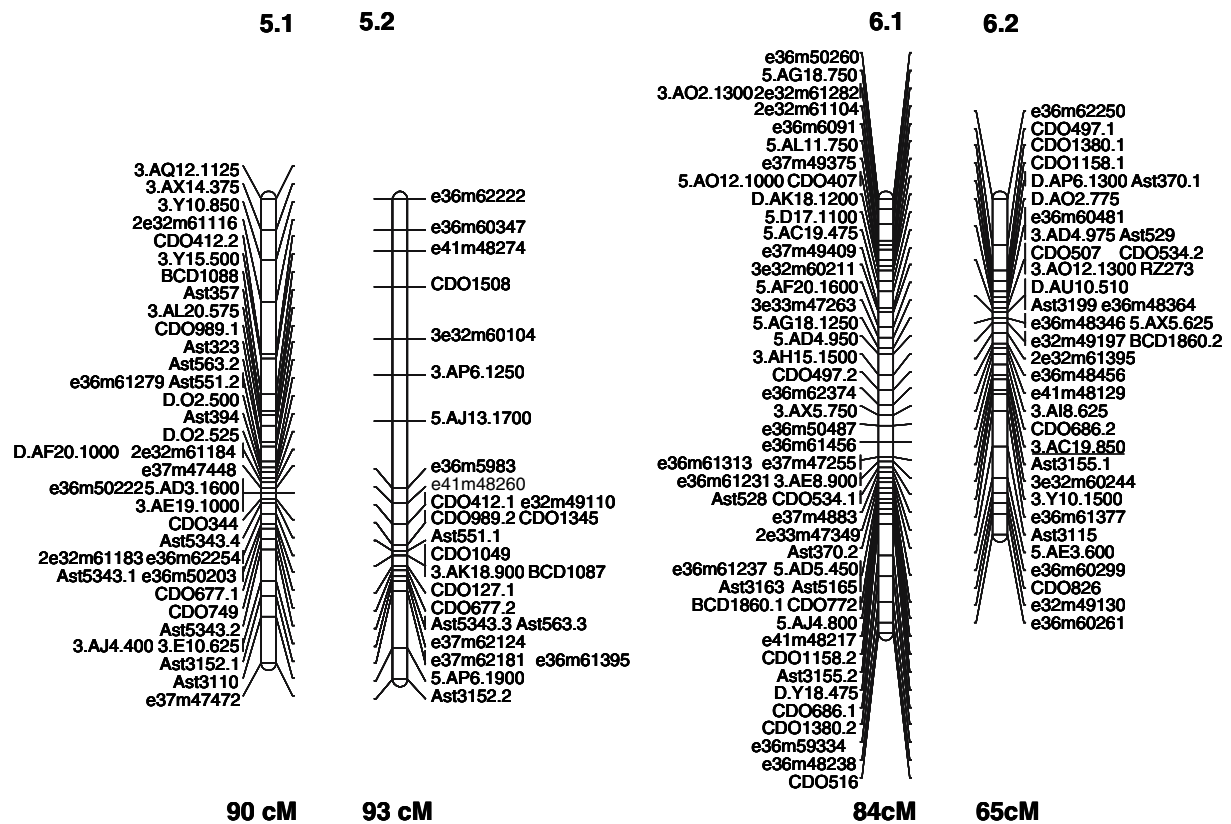 5.1
3.AQ12.1125
3.AX14.375
3.Y10.850
2e32m61116
CDO412.2
3.Y15.500
BCD1088
Ast357
3.AL20.575
CDO989.1
Ast323
Ast563.2
e36m61279 Ast551.2
D.O2.500
Ast394
D.O2.525
D.AF20.1000 2e32m61184
e37m47448
e36m502225.AD3.1600
3.AE19.1000
CDO344
Ast5343.4
2e32m61183 e36m62254
Ast5343.1 e36m50203
CDO677.1
CDO749
Ast5343.2
3.AJ4.400 3.E10.625
Ast3152.1
Ast3110
e37m47472
90 cM
5.2
e36m62222
e36m60347
e41m48274
CDO1508
3e32m60104
3.AP6.1250
5.AJ13.1700
e36m5983
e41m48260
CDO412.1 e32m49110
CDO989.2 CDO1345
Ast551.1
CDO1049
3.AK18.900 BCD1087
CDO127.1
CDO677.2
Ast5343.3 Ast563.3
e37m62124
e37m62181 e36m61395
5.AP6.1900
Ast3152.2
93 cM
6.1
e36m50260
5.AG18.750
3.AO2.13002e32m61282
2e32m61104
e36m6091
5.AL11.750
e37m49375
5.AO12.1000 CDO407
D.AK18.1200
5.D17.1100
5.AC19.475
e37m49409
3e32m60211
5.AF20.1600
3e33m47263
5.AG18.1250
5.AD4.950
3.AH15.1500
CDO497.2
e36m62374
3.AX5.750
e36m50487
e36m61456
e36m61313 e37m47255
e36m61231 3.AE8.900
Ast528 CDO534.1
e37m4883
2e33m47349
Ast370.2
e36m61237 5.AD5.450
Ast3163 Ast5165
BCD1860.1 CDO772
5.AJ4.800
e41m48217
CDO1158.2
Ast3155.2
D.Y18.475
CDO686.1
CDO1380.2
e36m59334
e36m48238
CDO516
84cM
6.2
e36m62250
CDO497.1
CDO1380.1
CDO1158.1
D.AP6.1300 Ast370.1
D.AO2.775
e36m60481
3.AD4.975 Ast529
CDO507 CDO534.2
3.AO12.1300 RZ273
D.AU10.510
Ast3199 e36m48364
e36m48346 5.AX5.625
e32m49197 BCD1860.2
2e32m61395
e36m48456
e41m48129
3.AI8.625
CDO686.2
3.AC19.850
Ast3155.1
3e32m60244
3.Y10.1500
e36m61377
Ast3115
5.AE3.600
e36m60299
CDO826
e32m49130
e36m60261
65cM